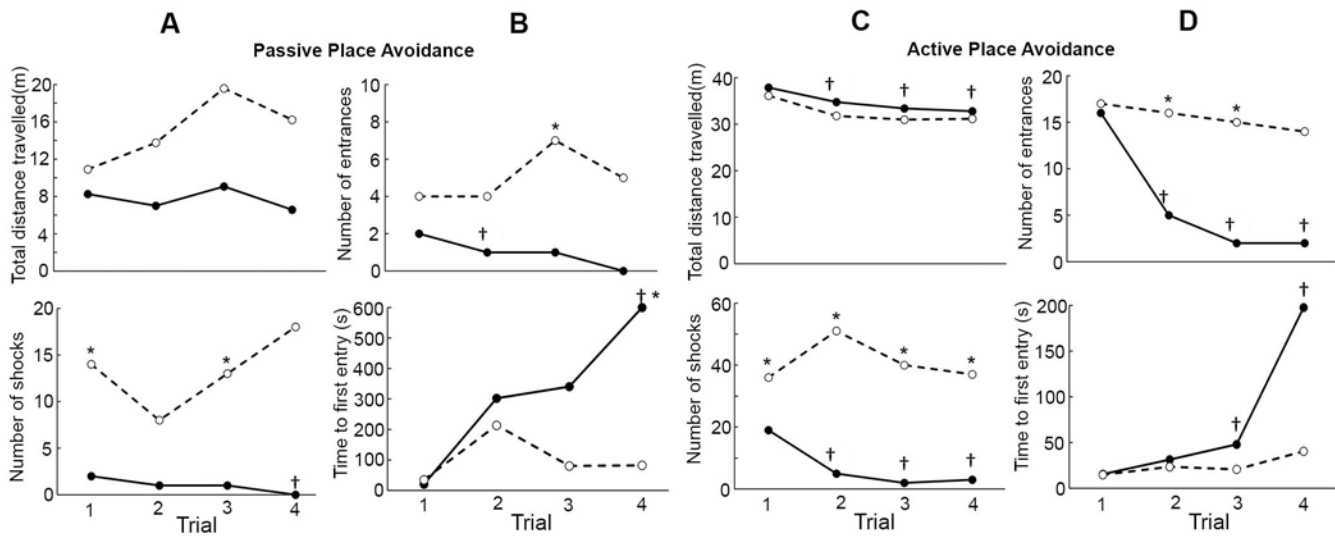 A
B
Passive Place Avoidance
Total distance travelled(m)
20
16
12
8
4
0
Number of entrances
10
8
6
4
2
0
*
†
Number of shocks
20
15
10
5
0
*
*
†
1 2 3 4
Trial
Time to first entry (s)
600
500
400
300
200
100
0
† *
1 2 3 4
Trial
C
D
Active Place Avoidance
Total distance travelled(m)
40
30
40
20
10
0
† † †
Number of entrances
20
15
10
5
0
* *
† † †
Number of shocks
60
40
20
0
* * * *
† † †
1 2 3 4
Trial
Time to first entry (s)
200
150
100
50
0
†
†
1 2 3 4
Trial